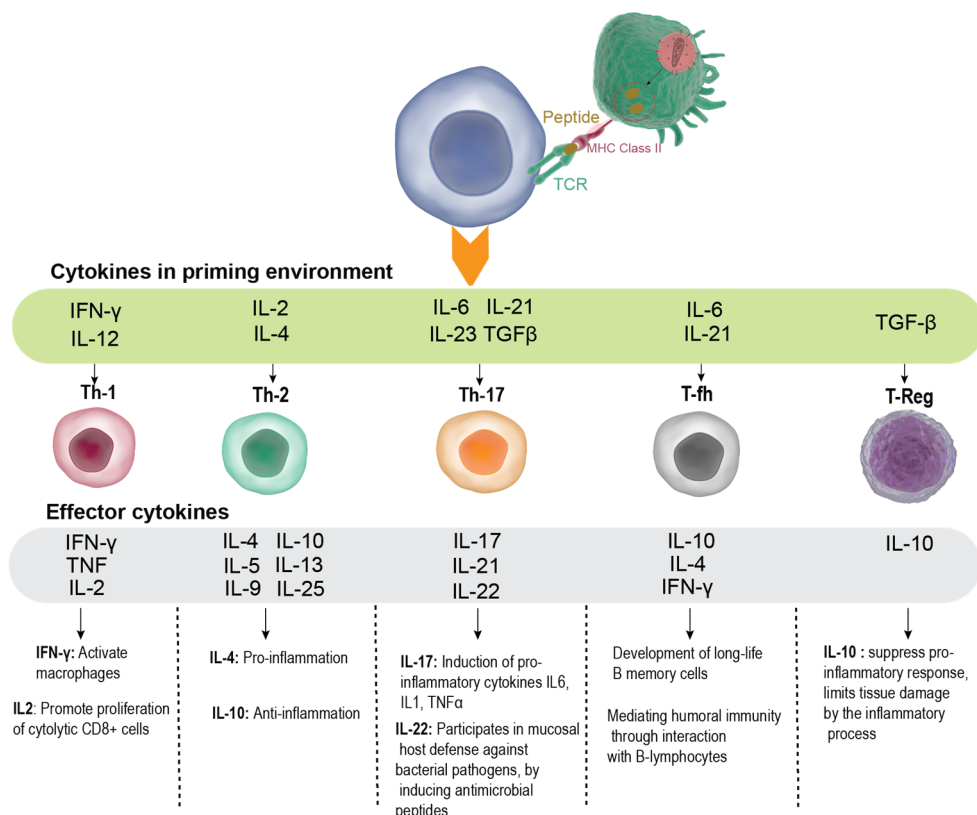 Peptide
MHC Class II
TCR
Cytokines in priming environment
IFN-γ
IL-12
IL-2
IL-4
IL-6 IL-21
IL-23 TGFβ
IL-6
IL-21
TGF-β
Th-1
Th-2
Th-17
T-fh
T-Reg
Effector cytokines
IFN-γ
TNF
IL-2
IL-4 IL-10
IL-5 IL-13
IL-9 IL-25
IL-17
IL-21
IL-22
IL-10
IL-4
IFN-γ
IL-10
IFN-γ: Activate
macrophages
IL2: Promote proliferation
of cytolytic CD8+ cells
IL-4: Pro-inflammation
IL-10: Anti-inflammation
IL-17: Induction of pro-
inflammatory cytokines IL6,
IL1, TNFα
IL-22: Participates in mucosal
host defense against
bacterial pathogens, by
inducing antimicrobial
peptides
Development of long-life
B memory cells
Mediating humoral immunity
through interaction
with B-lymphocytes
IL-10 : suppress pro-
inflammatory response,
limits tissue damage
by the inflammatory
process